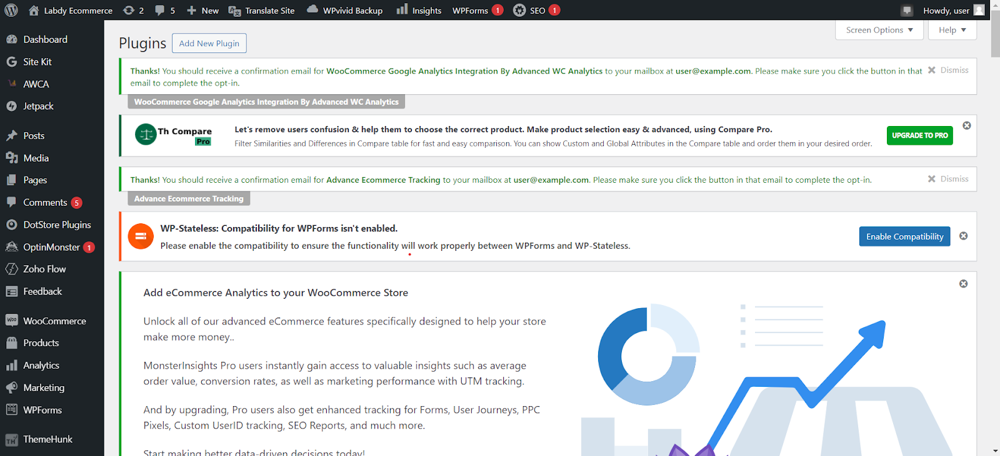 Labdy Ecommerce 2 5 New Translate Site WPvivid Backup Insights WPForms 1 SEO 1 Howdy, user
Screen Options Help
Dashboard
Site Kit
AWCA
Jetpack
Posts
Media
Pages
Comments 5
DotStore Plugins
OptinMonster 1
Zoho Flow
Feedback
Woo WooCommerce
Products
Analytics
Marketing
WPForms
TH ThemeHunk
Plugins Add New Plugin
Thanks! You should receive a confirmation email for WooCommerce Google Analytics Integration By Advanced WC Analytics to your mailbox at user@example.com. Please make sure you click the button in that Dismiss
email to complete the opt-in.
WooCommerce Google Analytics Integration By Advanced WC Analytics
Th Compare
Pro
Let's remove users confusion & help them to choose the correct product. Make product selection easy & advanced, using Compare Pro.
Filter Similarities and Differences in Compare table for fast and easy comparison. You can show Custom and Global Attributes in the Compare table and order them in your desired order.
UPGRADE TO PRO
Thanks! You should receive a confirmation email for Advance Ecommerce Tracking to your mailbox at user@example.com. Please make sure you click the button in that email to complete the opt-in. Dismiss
Advance Ecommerce Tracking
WP-Stateless: Compatibility for WPForms isn't enabled.
Please enable the compatibility to ensure the functionality will work properly between WPForms and WP-Stateless.
Enable Compatibility
Add eCommerce Analytics to your WooCommerce Store
Unlock all of our advanced eCommerce features specifically designed to help your store
make more money..
MonsterInsights Pro users instantly gain access to valuable insights such as average
order value, conversion rates, as well as marketing performance with UTM tracking.
And by upgrading, Pro users also get enhanced tracking for Forms, User Journeys, PPC
Pixels, Custom UserID tracking, SEO Reports, and much more.
Start making better data-driven decisions today!